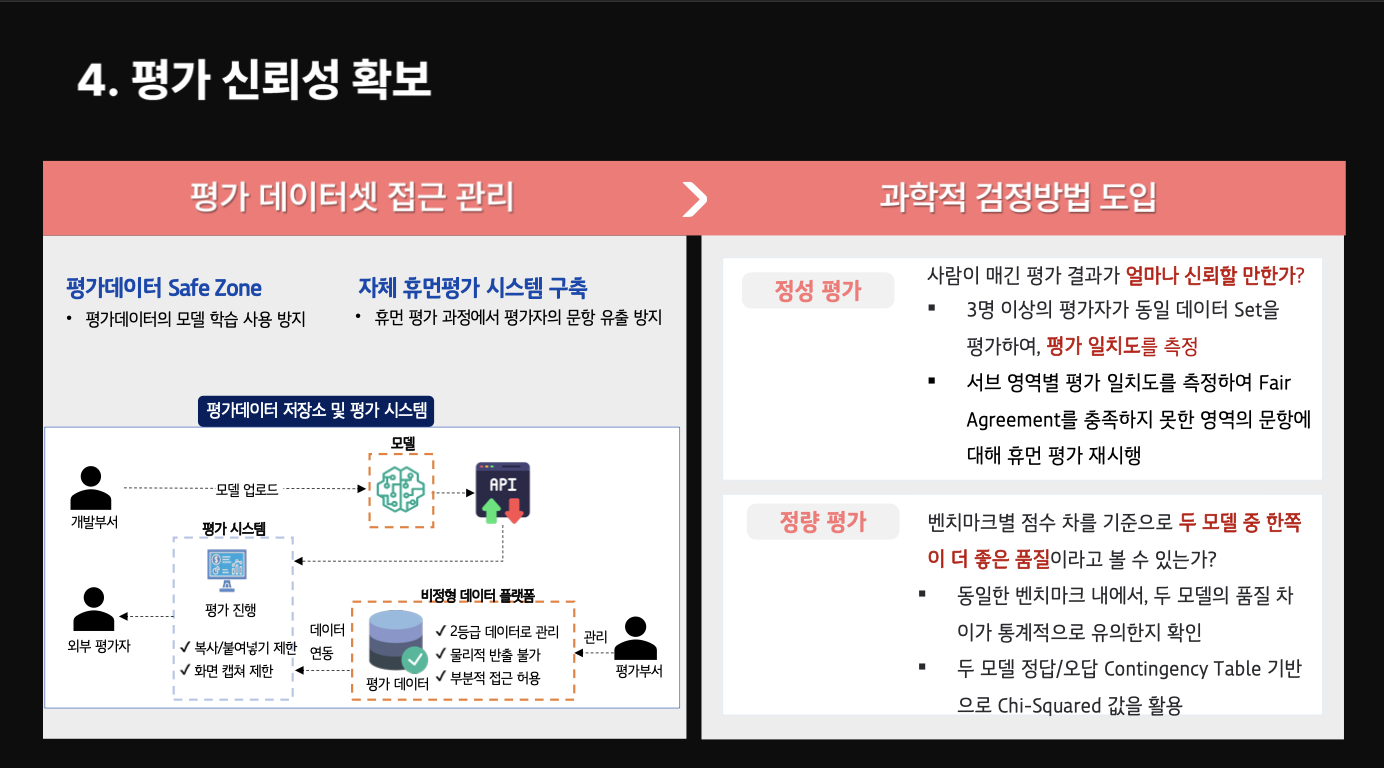 4. 평가 신뢰성 확보
평가 데이터셋 접근 관리
과학적 검정방법 도입
평가데이터 Safe Zone
• 평가데이터의 모델 학습 사용 방지
자체 휴먼평가 시스템 구축
• 휴먼 평가 과정에서 평가자의 문항 유출 방지
평가데이터 저장소 및 평가 시스템
모델
API
모델 업로드
개발부서
평가 시스템
평가 진행
외부 평가자
✓ 복사/붙여넣기 제한
✓ 화면 캡쳐 제한
데이터
연동
비정형 데이터 플랫폼
✓ 2등급 데이터로 관리
✓ 물리적 반출 불가
✓ 부분적 접근 허용
평가 데이터
관리
평가부서
정성 평가
사람이 매긴 평가 결과가 얼마나 신뢰할 만한가?
▪ 3명 이상의 평가자가 동일 데이터 Set을
평가하여, 평가 일치도를 측정
▪ 서브 영역별 평가 일치도를 측정하여 Fair
Agreement를 충족하지 못한 영역의 문항에
대해 휴먼 평가 재시행
정량 평가
벤치마크별 점수 차를 기준으로 두 모델 중 한쪽
이 더 좋은 품질이라고 볼 수 있는가?
▪ 동일한 벤치마크 내에서, 두 모델의 품질 차
이가 통계적으로 유의한지 확인
▪ 두 모델 정답/오답 Contingency Table 기반
으로 Chi-Squared 값을 활용